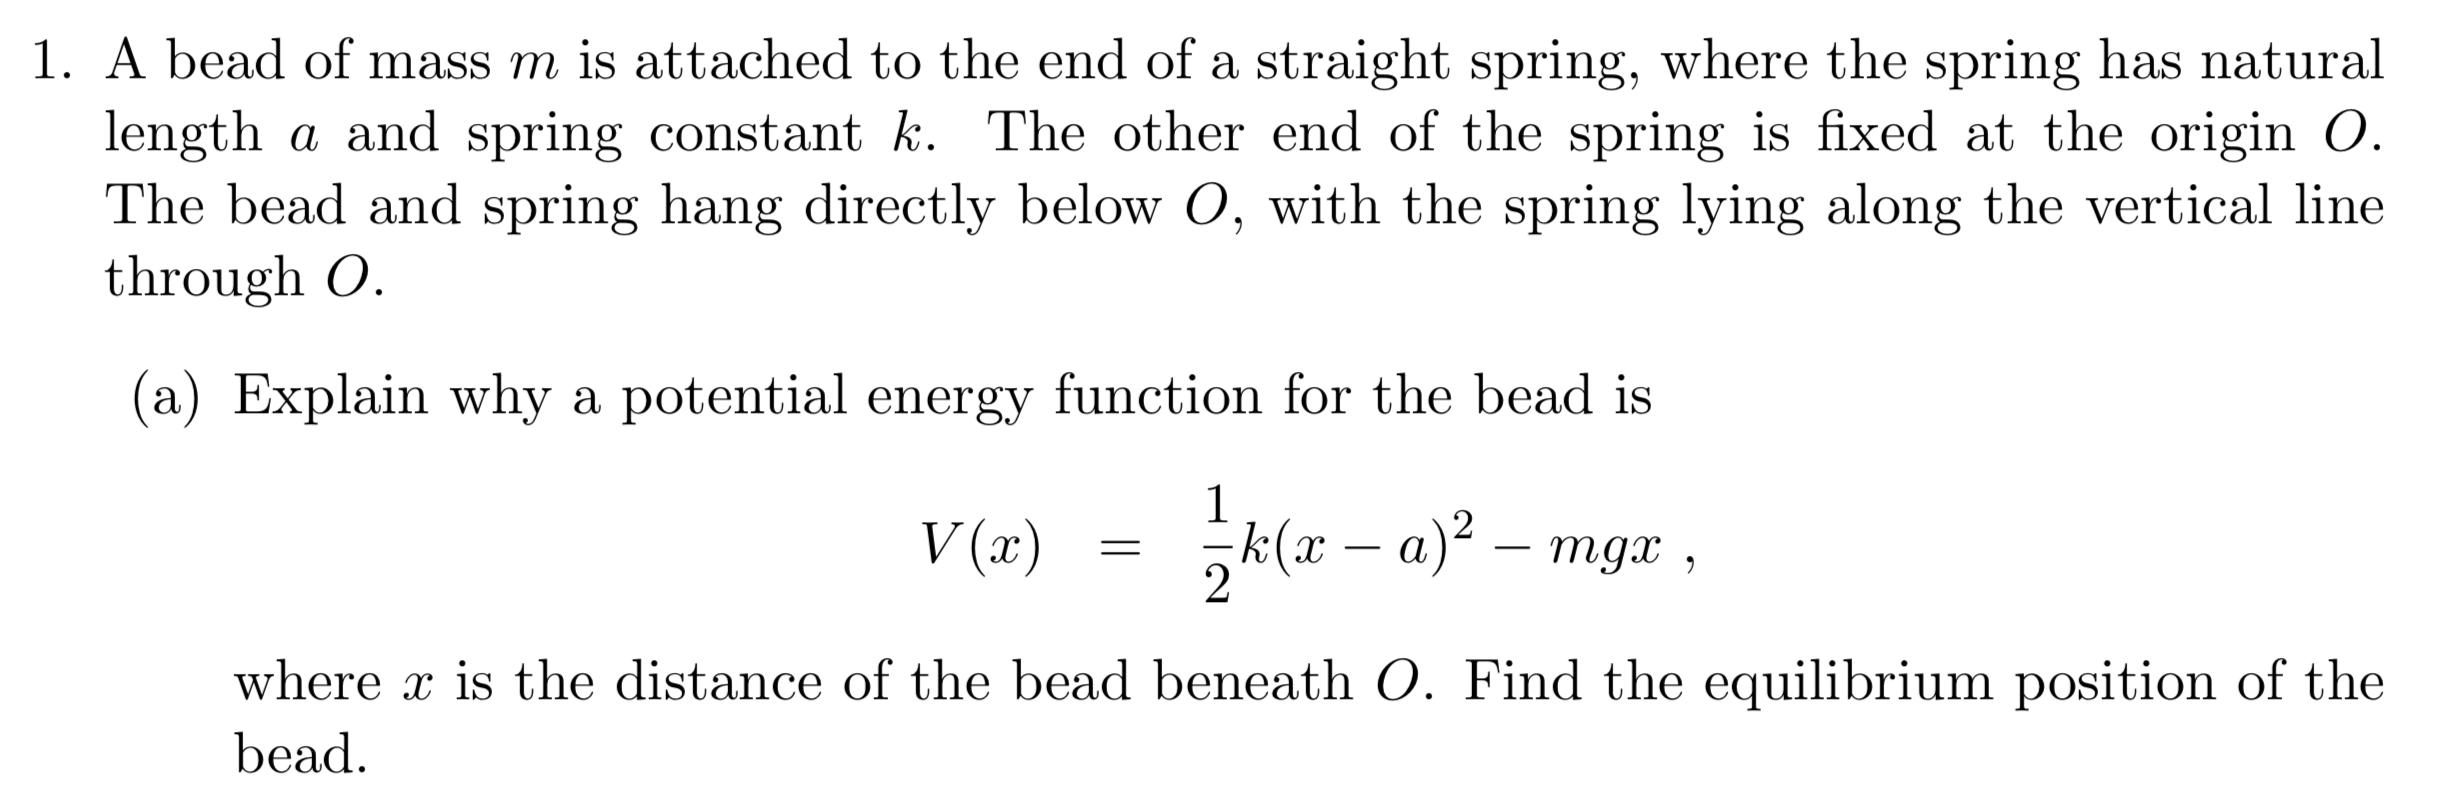 1. A bead of mass m is attached to the end of a straight spring, where the spring has natural
length a and spring constant k. The other end of the spring is fixed at the origin O.
The bead and spring hang directly below O, with the spring lying along the vertical line
through O.
(a) Explain why a potential energy function for the bead is
V(x) = \frac{1}{2}k(x − a)^2 − mgx ,
where x is the distance of the bead beneath O. Find the equilibrium position of the
bead.